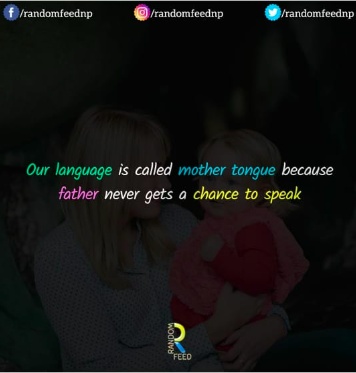 /randomfeednp /randomfeednp /randomfeednp
Our language is called mother tongue because
father never gets a chance to speak
RANDOM
FEED